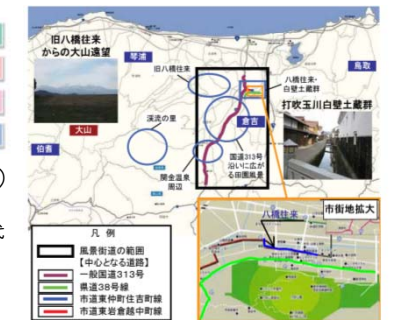 旧八橋往来
からの大山遠望
琴浦
旧八橋往来
八橋往来・
白壁土蔵群
鳥取
打吹玉川白壁土蔵群
渓流の里
大山
倉吉
伯耆
国道313号
沿いに広が
る田園風景
関金温泉
周辺
凡 例
風景街道の範囲
【中心となる道路】
一般国道313号
県道38号線
市道東仲町住吉町線
市道東岩倉越中町線
市街地拡大
八橋往来